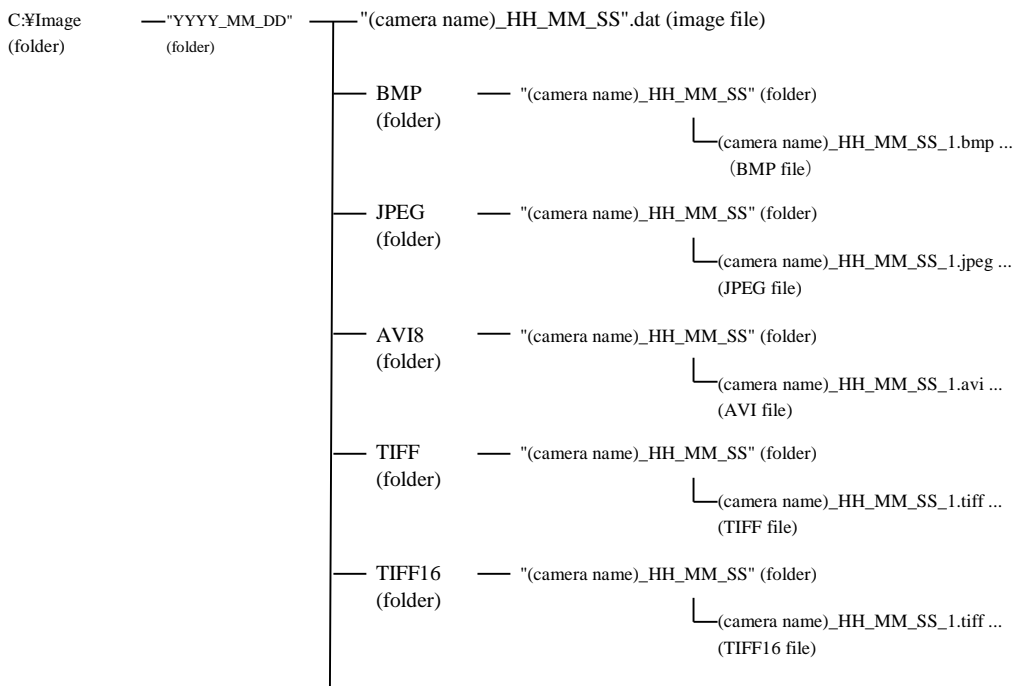 C:¥Image "YYYY_MM_DD" "(camera name)_HH_MM_SS".dat (image file)
(folder) (folder)
BMP "(camera name)_HH_MM_SS" (folder)
(folder)
(camera name)_HH_MM_SS_1.bmp ...
（BMP file）
JPEG "(camera name)_HH_MM_SS" (folder)
(folder)
(camera name)_HH_MM_SS_1.jpeg ...
(JPEG file)
AVI8 "(camera name)_HH_MM_SS" (folder)
(folder)
(camera name)_HH_MM_SS_1.avi ...
(AVI file)
TIFF "(camera name)_HH_MM_SS" (folder)
(folder)
(camera name)_HH_MM_SS_1.tiff ...
(TIFF file)
TIFF16 "(camera name)_HH_MM_SS" (folder)
(folder)
(camera name)_HH_MM_SS_1.tiff ...
(TIFF16 file)